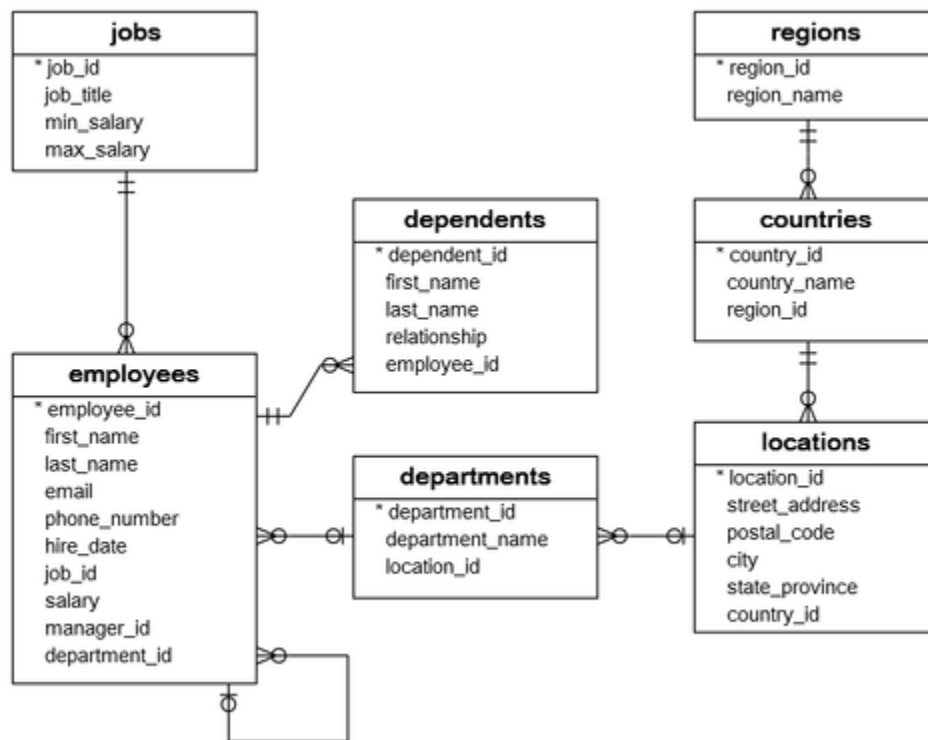 jobs
* job_id
job_title
min_salary
max_salary
regions
* region_id
region_name
dependents
* dependent_id
first_name
last_name
relationship
employee_id
countries
* country_id
country_name
region_id
employees
* employee_id
first_name
last_name
email
phone_number
hire_date
job_id
salary
manager_id
department_id
departments
* department_id
department_name
location_id
locations
* location_id
street_address
postal_code
city
state_province
country_id